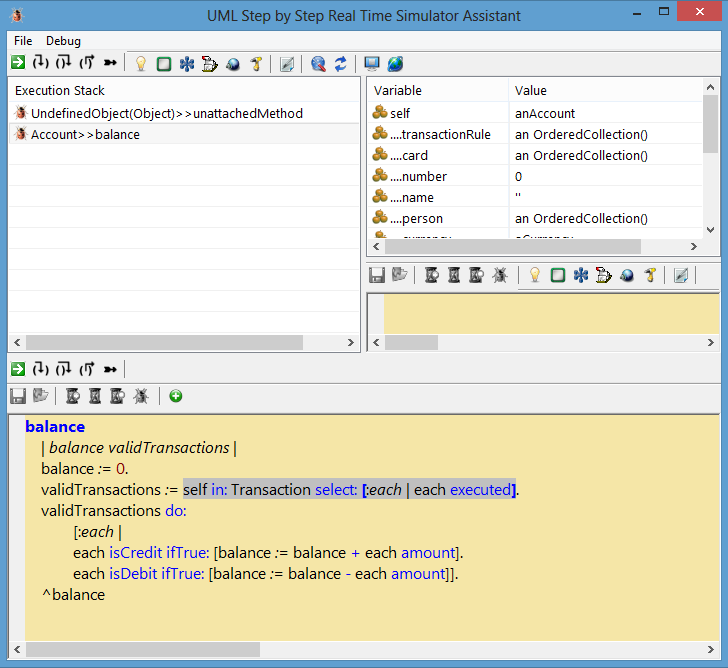 UML Step by Step Real Time Simulator Assistant
File Debug
Execution Stack
UndefinedObject(Object)>>unattachedMethod
Account>>balance
Variable Value
self anAccount
....transactionRule an OrderedCollection()
....card an OrderedCollection()
....number 0
....name ''
....person an OrderedCollection()
....currency aCurrency
balance
| balance validTransactions |
balance := 0.
validTransactions := self in: Transaction select: [:each | each executed].
validTransactions do:
[:each |
each isCredit ifTrue: [balance := balance + each amount].
each isDebit ifTrue: [balance := balance - each amount]].
^balance